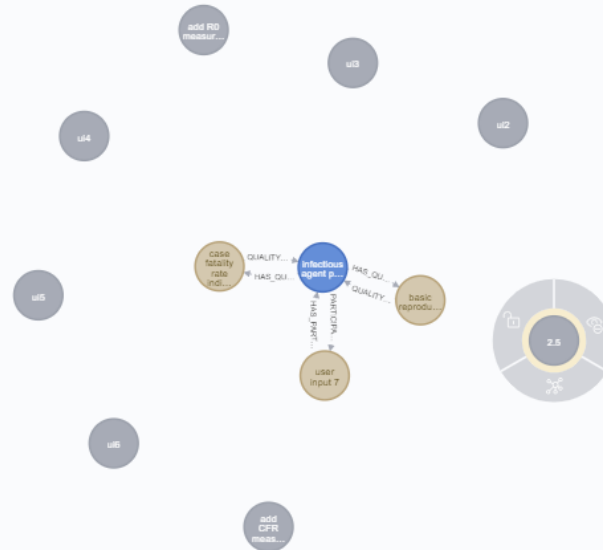 add R0
measur...
ui3
ui2
ui4
case
fatality
rate
indi...
QUALITY...
HAS_QU...
Infectious
agent p...
HAS_QU...
QUALITY...
basic
reprodu...
HAS_PART...
PARTICIPA...
user
input 7
ui5
2.5
ui6
add
CFR
meas...